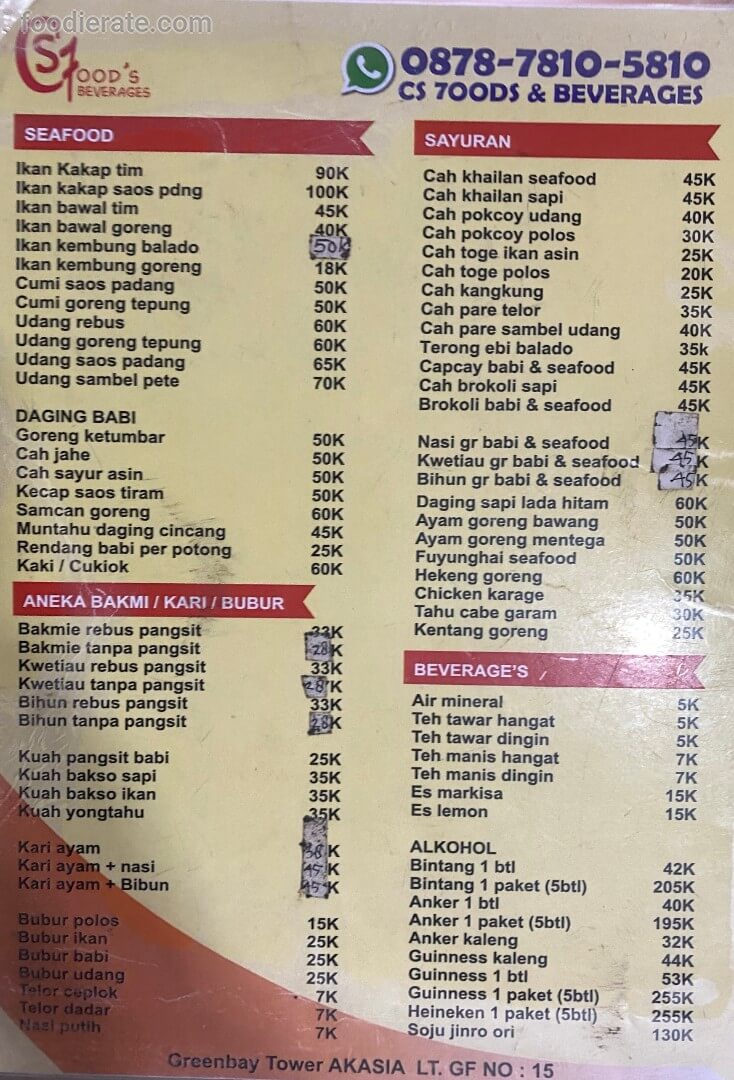 foodierate.com
CS7
OOD'S
BEVERAGES
0878-7810-5810
CS 7OODS & BEVERAGES
SEAFOOD
Ikan Kakap tim 90K
Ikan kakap saos pdng 100K
Ikan bawal tim 45K
Ikan bawal goreng 40K
Ikan kembung balado 50K
Ikan kembung goreng 18K
Cumi saos padang 50K
Cumi goreng tepung 50K
Udang rebus 60K
Udang goreng tepung 60K
Udang saos padang 65K
Udang sambel pete 70K
DAGING BABI
Goreng ketumbar 50K
Cah jahe 50K
Cah sayur asin 50K
Kecap saos tiram 50K
Samcan goreng 60K
Muntahu daging cincang 45K
Rendang babi per potong 25K
Kaki / Cukiok 60K
ANEKA BAKMI / KARI / BUBUR
Bakmie rebus pangsit 33K
Bakmie tanpa pangsit 28K
Kwetiau rebus pangsit 33K
Kwetiau tanpa pangsit 28K
Bihun rebus pangsit 33K
Bihun tanpa pangsit 28K
Kuah pangsit babi 25K
Kuah bakso sapi 35K
Kuah bakso ikan 35K
Kuah yongtahu 35K
Kari ayam 38K
Kari ayam + nasi 45K
Kari ayam + Bibun 45K
Bubur polos 15K
Bubur ikan 25K
Bubur babi 25K
Bubur udang 25K
Telor ceplok 7K
Telor dadar 7K
Nasi putih 7K
SAYURAN
Cah khailan seafood 45K
Cah khailan sapi 45K
Cah pokcoy udang 40K
Cah pokcoy polos 30K
Cah toge ikan asin 25K
Cah toge polos 20K
Cah kangkung 25K
Cah pare telor 35K
Cah pare sambel udang 40K
Terong ebi balado 35k
Capcay babi & seafood 45K
Cah brokoli sapi 45K
Brokoli babi & seafood 45K
Nasi gr babi & seafood 45K
Kwetiau gr babi & seafood 45K
Bihun gr babi & seafood 45K
Daging sapi lada hitam 60K
Ayam goreng bawang 50K
Ayam goreng mentega 50K
Fuyunghai seafood 50K
Hekeng goreng 60K
Chicken karage 35K
Tahu cabe garam 30K
Kentang goreng 25K
BEVERAGE'S
Air mineral 5K
Teh tawar hangat 5K
Teh tawar dingin 5K
Teh manis hangat 7K
Teh manis dingin 7K
Es markisa 15K
Es lemon 15K
ALKOHOL
Bintang 1 btl 42K
Bintang 1 paket (5btl) 205K
Anker 1 btl 40K
Anker 1 paket (5btl) 195K
Anker kaleng 32K
Guinness kaleng 44K
Guinness 1 btl 53K
Guinness 1 paket (5btl) 255K
Heineken 1 paket (5btl) 255K
Soju jinro ori 130K
Greenbay Tower AKASIA LT. GF NO : 15